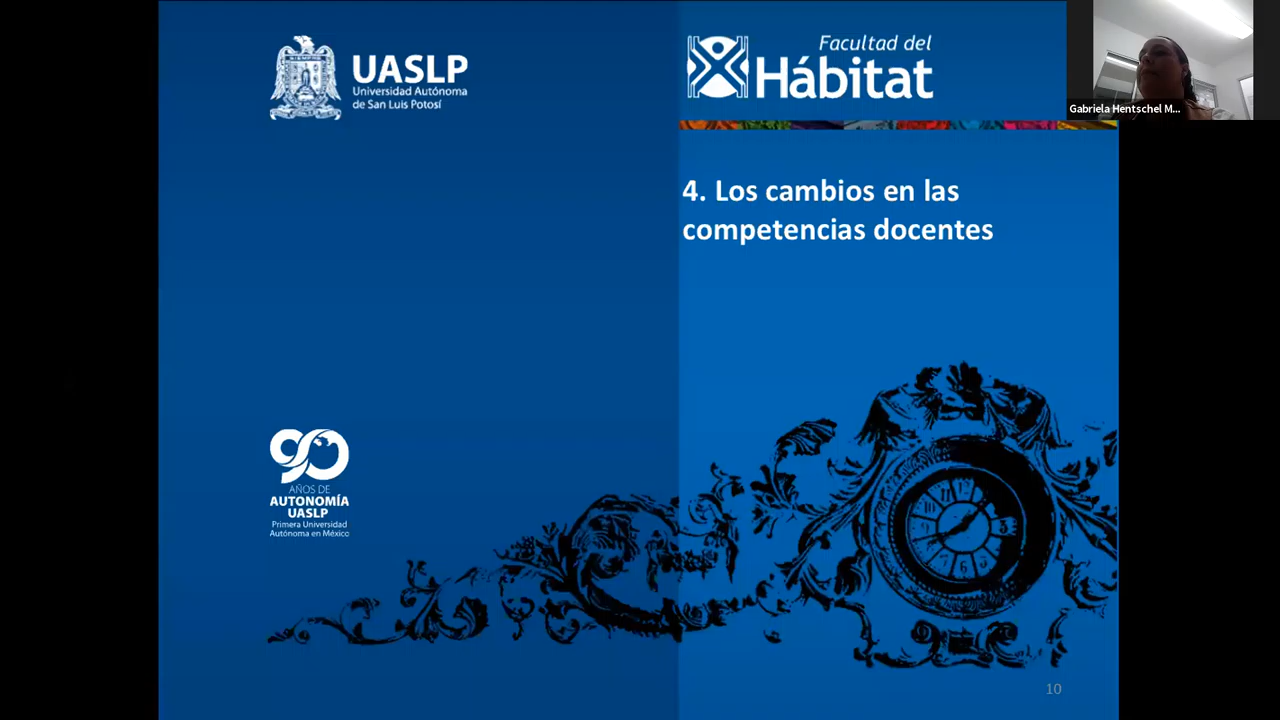 UASLP
Universidad Autónoma
de San Luis Potosí
Facultad del
Hábitat
Gabriela Hentschel M...
4. Los cambios en las
competencias docentes
90
AÑOS DE
AUTONOMÍA
UASLP
Primera Universidad
Autónoma en México
10